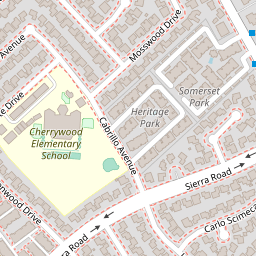 Mosswood Drive
Avenue
Somerset
Park
Drive
Heritage
Park
Cherrywood
Elementary
School
Cabrillo Avenue
Sierra Road
wood Drive
Road
Carlo Scimeca